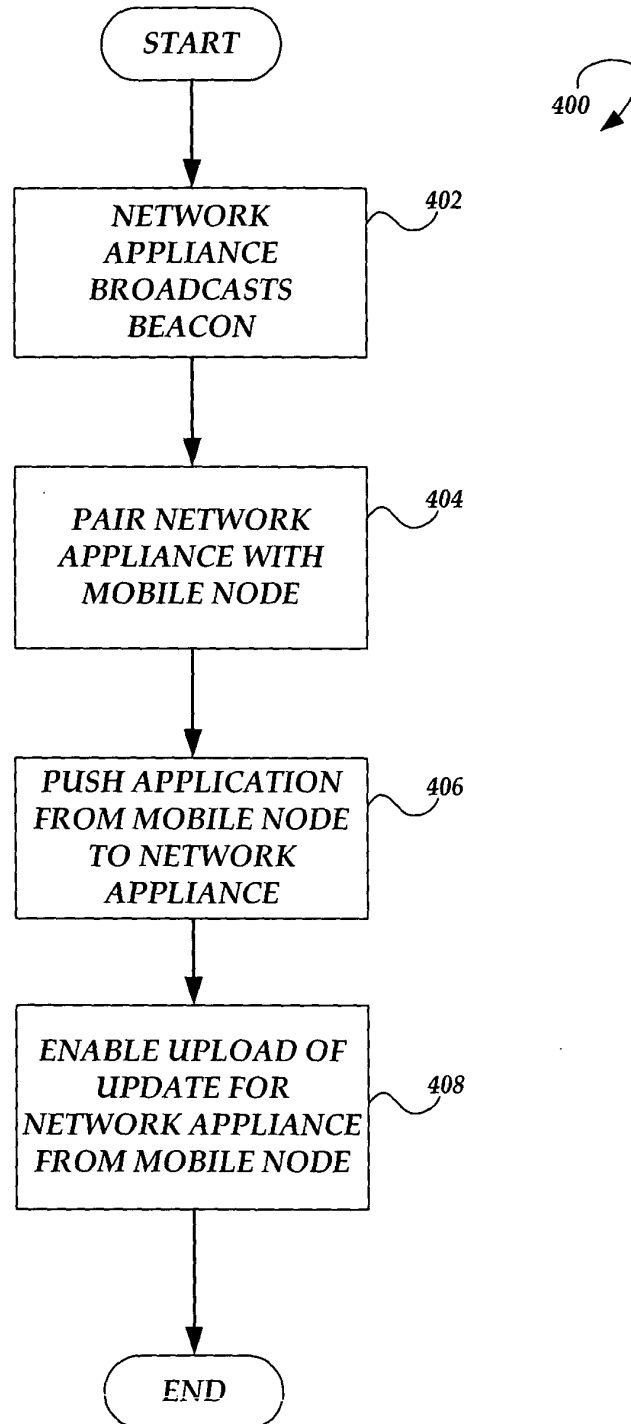 START
400
NETWORK
APPLIANCE
BROADCASTS
BEACON
402
PAIR NETWORK
APPLIANCE WITH
MOBILE NODE
404
PUSH APPLICATION
FROM MOBILE NODE
TO NETWORK
APPLIANCE
406
ENABLE UPLOAD OF
UPDATE FOR
NETWORK APPLIANCE
FROM MOBILE NODE
408
END